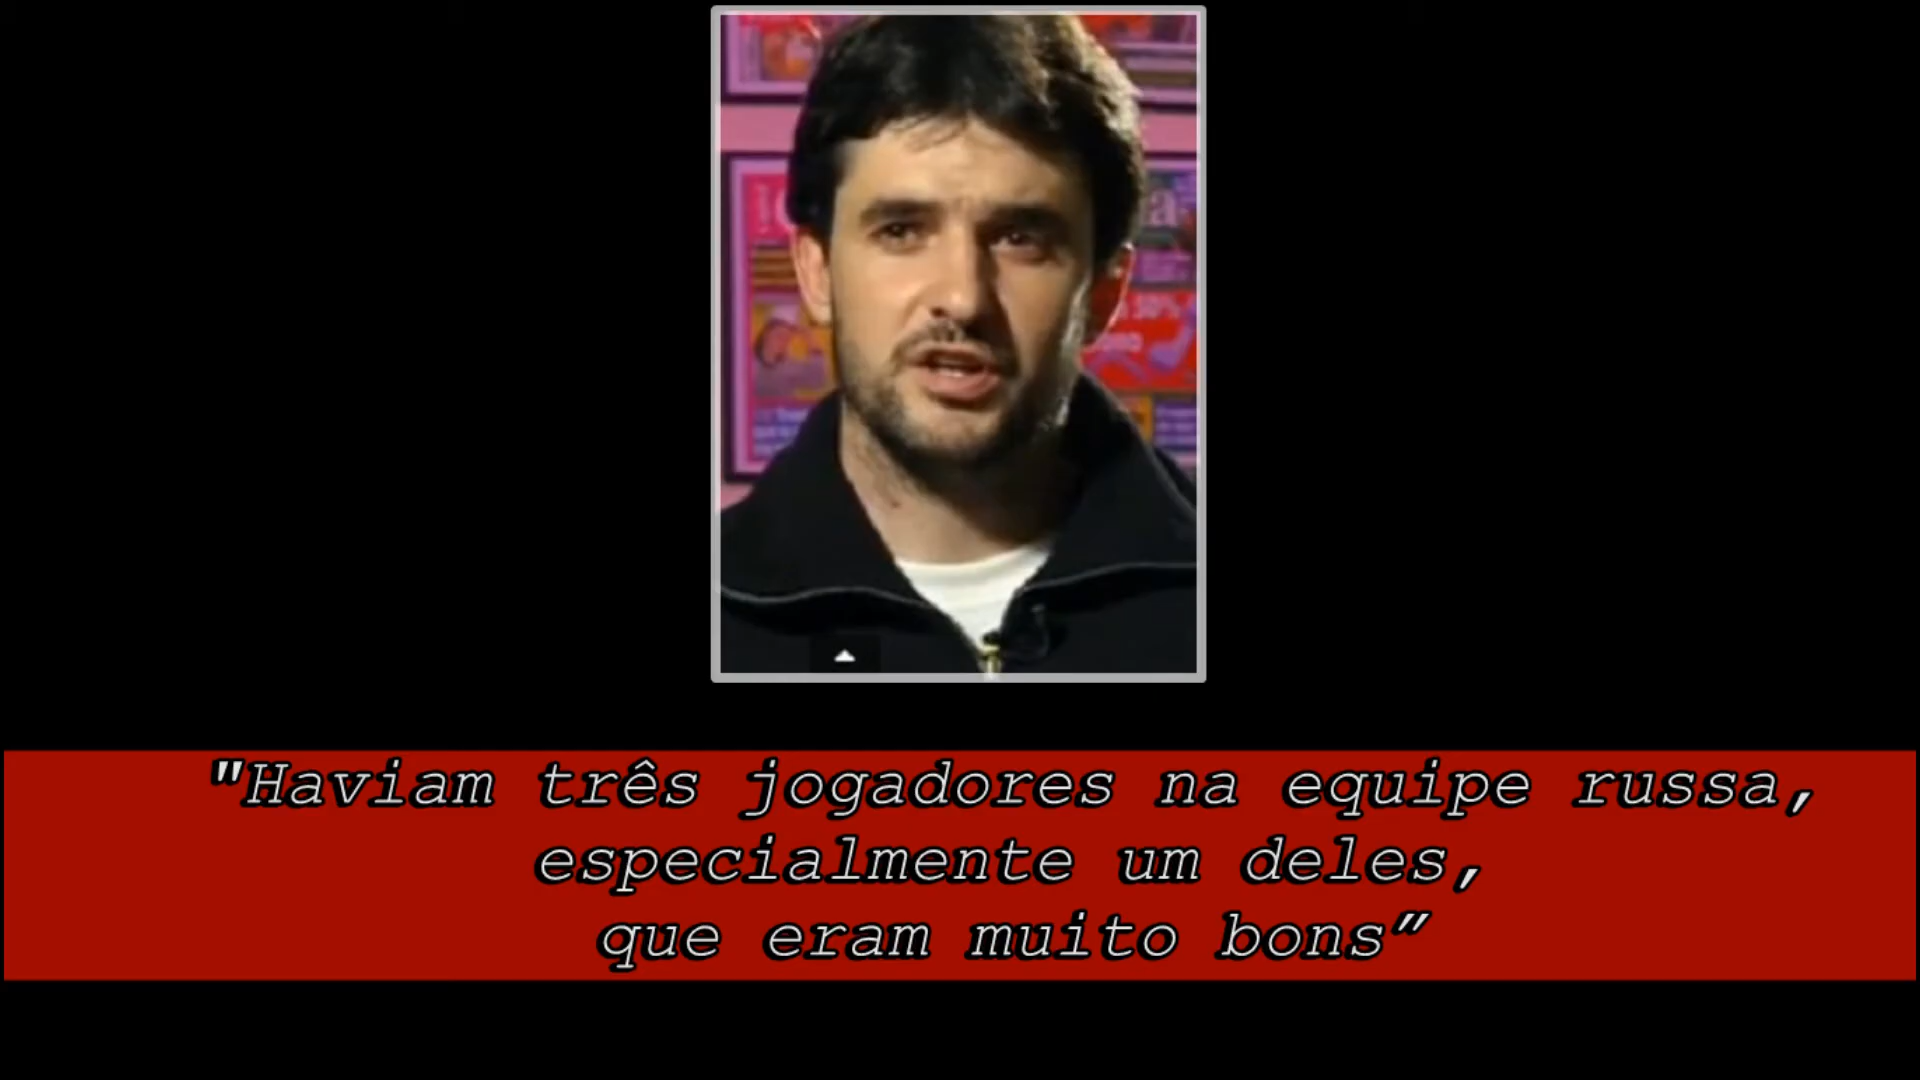 "Haviam três jogadores na equipe russa,
especialmente um deles,
que eram muito bons”